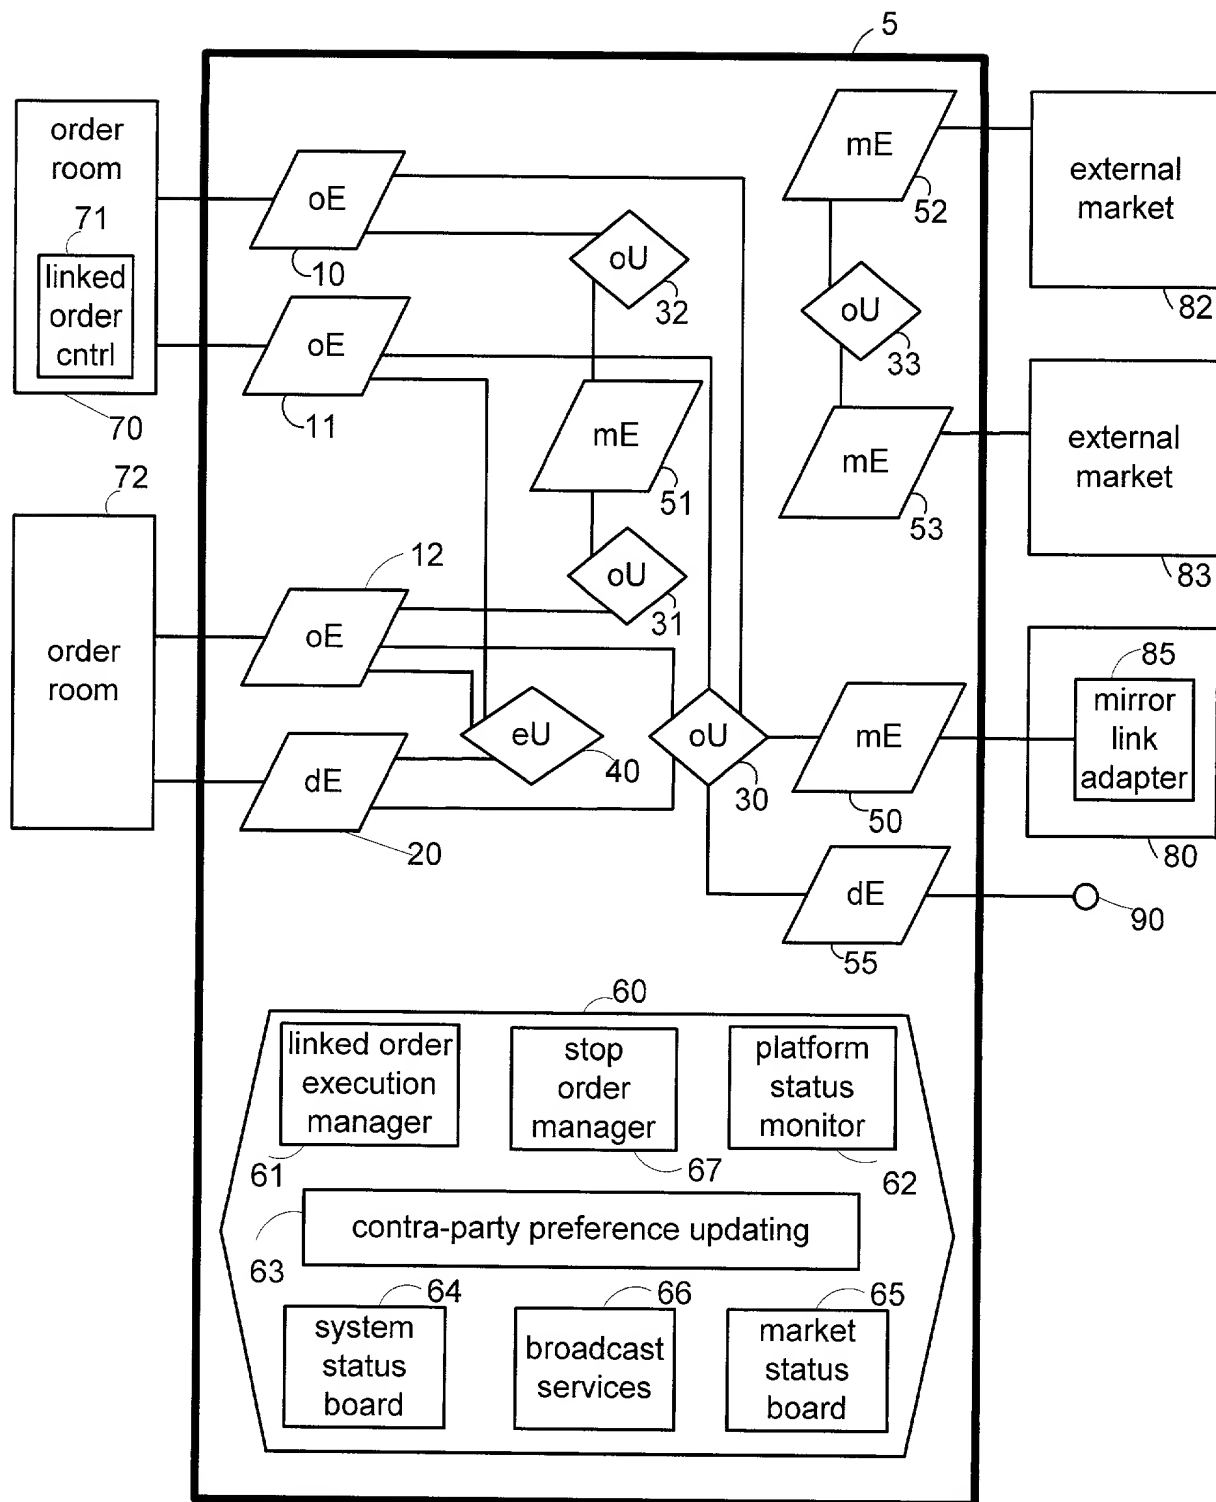 5
order
room
71
linked
order
cntrl
70
oE
10
oE
11
oU
32
mE
51
oU
31
mE
52
oU
33
mE
53
external
market
82
external
market
83
72
order
room
12
oE
dE
20
eU
40
oU
30
mE
50
85
mirror
link
adapter
80
dE
55
90
60
linked order
execution
manager
61
stop
order
manager
67
platform
status
monitor
62
contra-party preference updating
63
64
system
status
board
66
broadcast
services
65
market
status
board